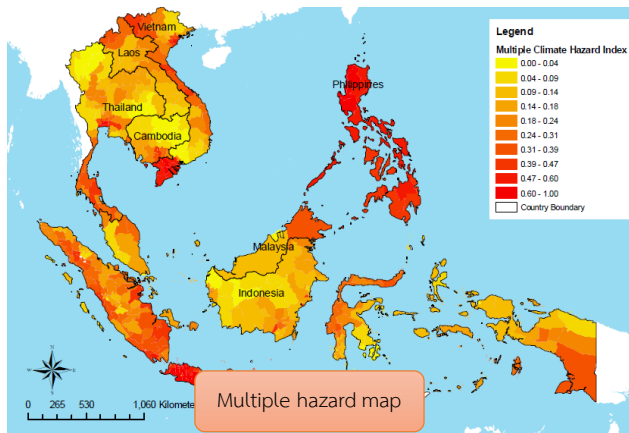 Vietnam
Laos
Thailand
Cambodia
Philippines
Malaysia
Indonesia
Legend
Multiple Climate Hazard Index
0.00 - 0.04
0.04 - 0.09
0.09 - 0.14
0.14 - 0.18
0.18 - 0.24
0.24 - 0.31
0.31 - 0.39
0.39 - 0.47
0.47 - 0.60
0.60 - 1.00
Country Boundary
N
W E
S
0 265 530 1,060 Kilomete
Multiple hazard map